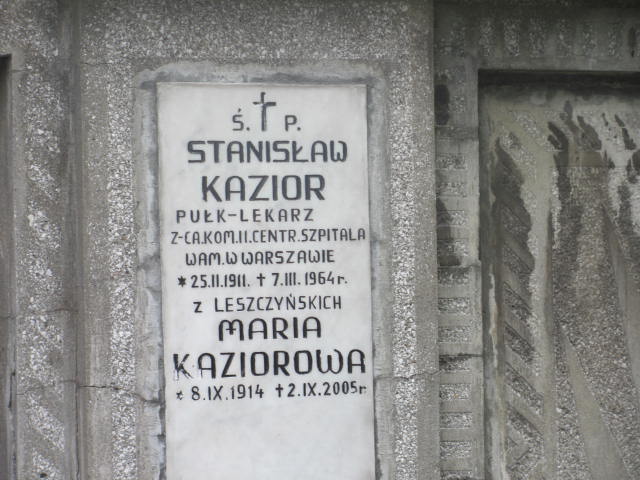 Ś. † P.
STANISŁAW
KAZIOR
PUŁK-LEKARZ
Z-CA.KOM.II.CENTR.SZPITALA
WAM.W WARSZAWIE
* 25.II.1911. † 7.III.1964r.
Z LESZCZYŃSKICH
MARIA
KAZIOROWA
* 8.IX.1914 † 2.IX.2005r